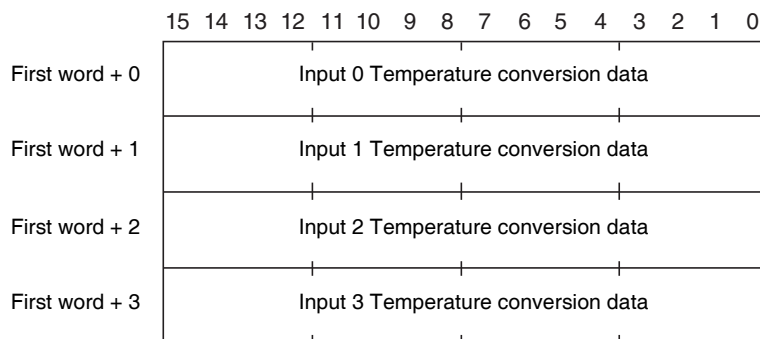 15 14 13 12 11 10 9 8 7 6 5 4 3 2 1 0
First word + 0 Input 0 Temperature conversion data
First word + 1 Input 1 Temperature conversion data
First word + 2 Input 2 Temperature conversion data
First word + 3 Input 3 Temperature conversion data